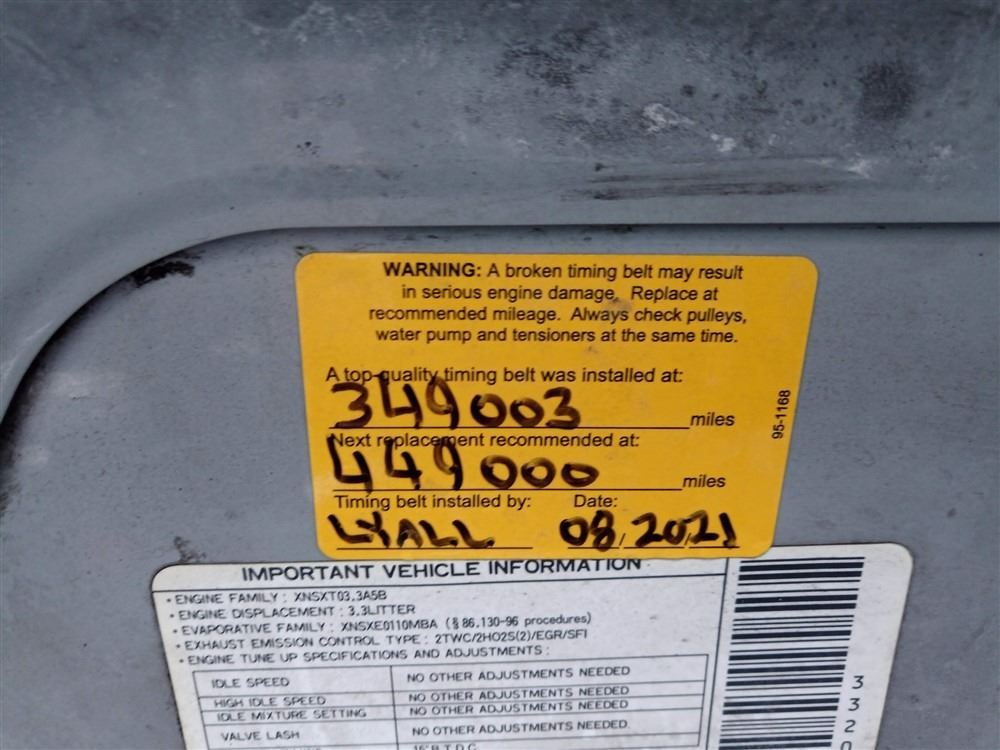 WARNING: A broken timing belt may result
in serious engine damage. Replace at
recommended mileage. Always check pulleys,
water pump and tensioners at the same time.
A top-quality timing belt was installed at:
349003 miles
Next replacement recommended at:
449000 miles
Timing belt installed by: Date:
LYALL 08/2021
95-1168
IMPORTANT VEHICLE INFORMATION
• ENGINE FAMILY : XNSXT03.3A5B
• ENGINE DISPLACEMENT : 3.3LITTER
• EVAPORATIVE FAMILY : XNSXE0110MBA (§ 86.130-96 procedures)
• EXHAUST EMISSION CONTROL TYPE : 2TWC/2HO2S(2)/EGR/SFI
• ENGINE TUNE UP SPECIFICATIONS AND ADJUSTMENTS :
IDLE SPEED NO OTHER ADJUSTMENTS NEEDED
HIGH IDLE SPEED NO OTHER ADJUSTMENTS NEEDED
IDLE MIXTURE SETTING NO OTHER ADJUSTMENTS NEEDED
VALVE LASH NO OTHER ADJUSTMENTS NEEDED
3320